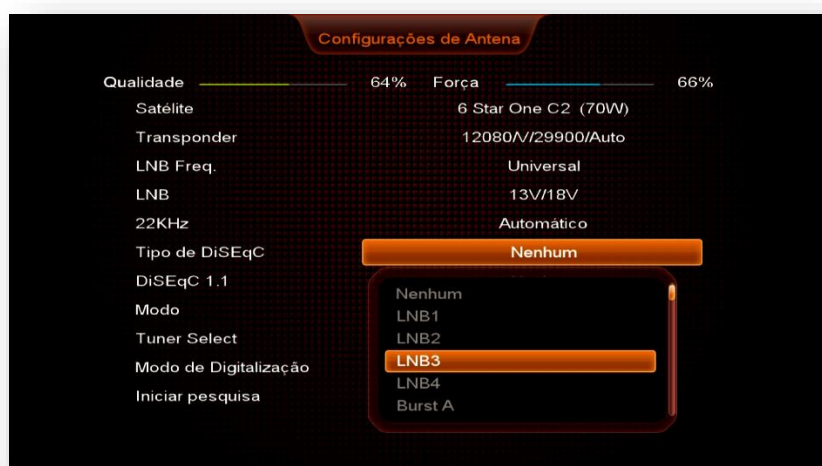 Configurações de Antena
Qualidade 64% Força 66%
Satélite 6 Star One C2 (70W)
Transponder 12080/V/29900/Auto
LNB Freq. Universal
LNB 13V/18V
22KHz Automático
Tipo de DiSEqC Nenhum
DiSEqC 1.1
Modo
Tuner Select
Modo de Digitalização
Iniciar pesquisa
Nenhum
LNB1
LNB2
LNB3
LNB4
Burst A